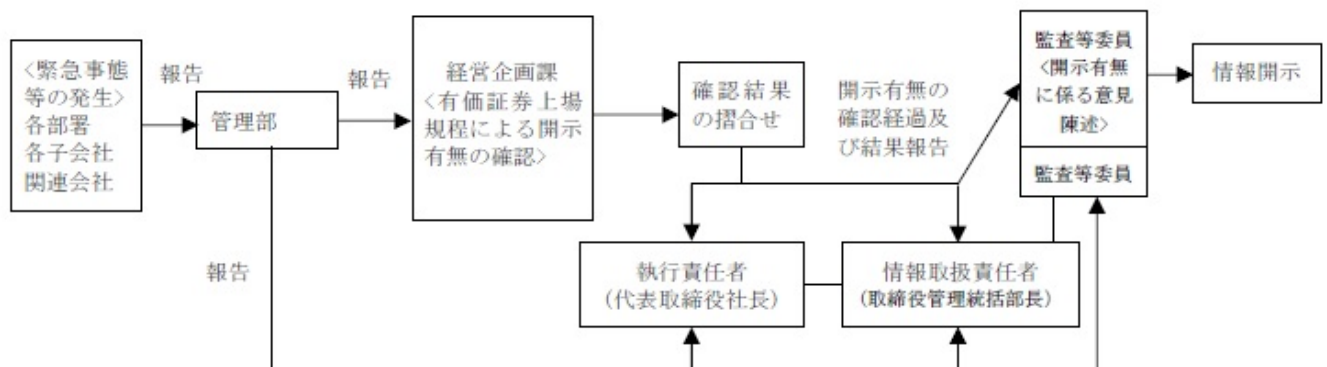 <緊急事態
等の発生>
各部署
各子会社
関連会社
報告
管理部
報告
経営企画課
<有価証券上場
規程による開示
有無の確認>
確認結果
の摺合せ
開示有無の
確認経過及
び結果報告
監査等委員
<開示有無
に係る意見
陳述>
監査等委員
情報開示
報告
執行責任者
(代表取締役社長)
情報取扱責任者
(取締役管理統括部長)